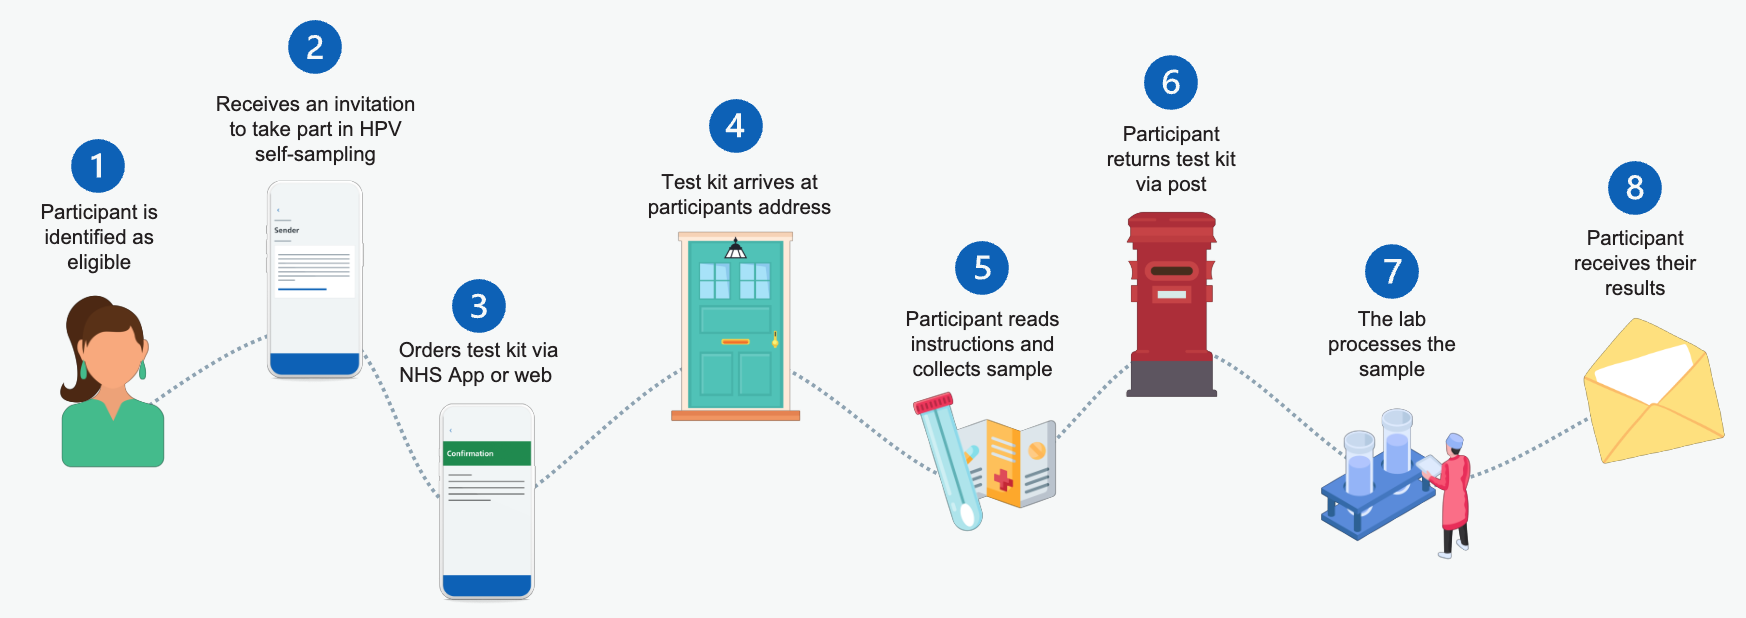 1
Participant is
identified as
eligible
2
Receives an invitation
to take part in HPV
self-sampling
Sender
3
Orders test kit via
NHS App or web
Confirmation
4
Test kit arrives at
participants address
5
Participant reads
instructions and
collects sample
6
Participant
returns test kit
via post
7
The lab
processes the
sample
8
Participant
receives their
results